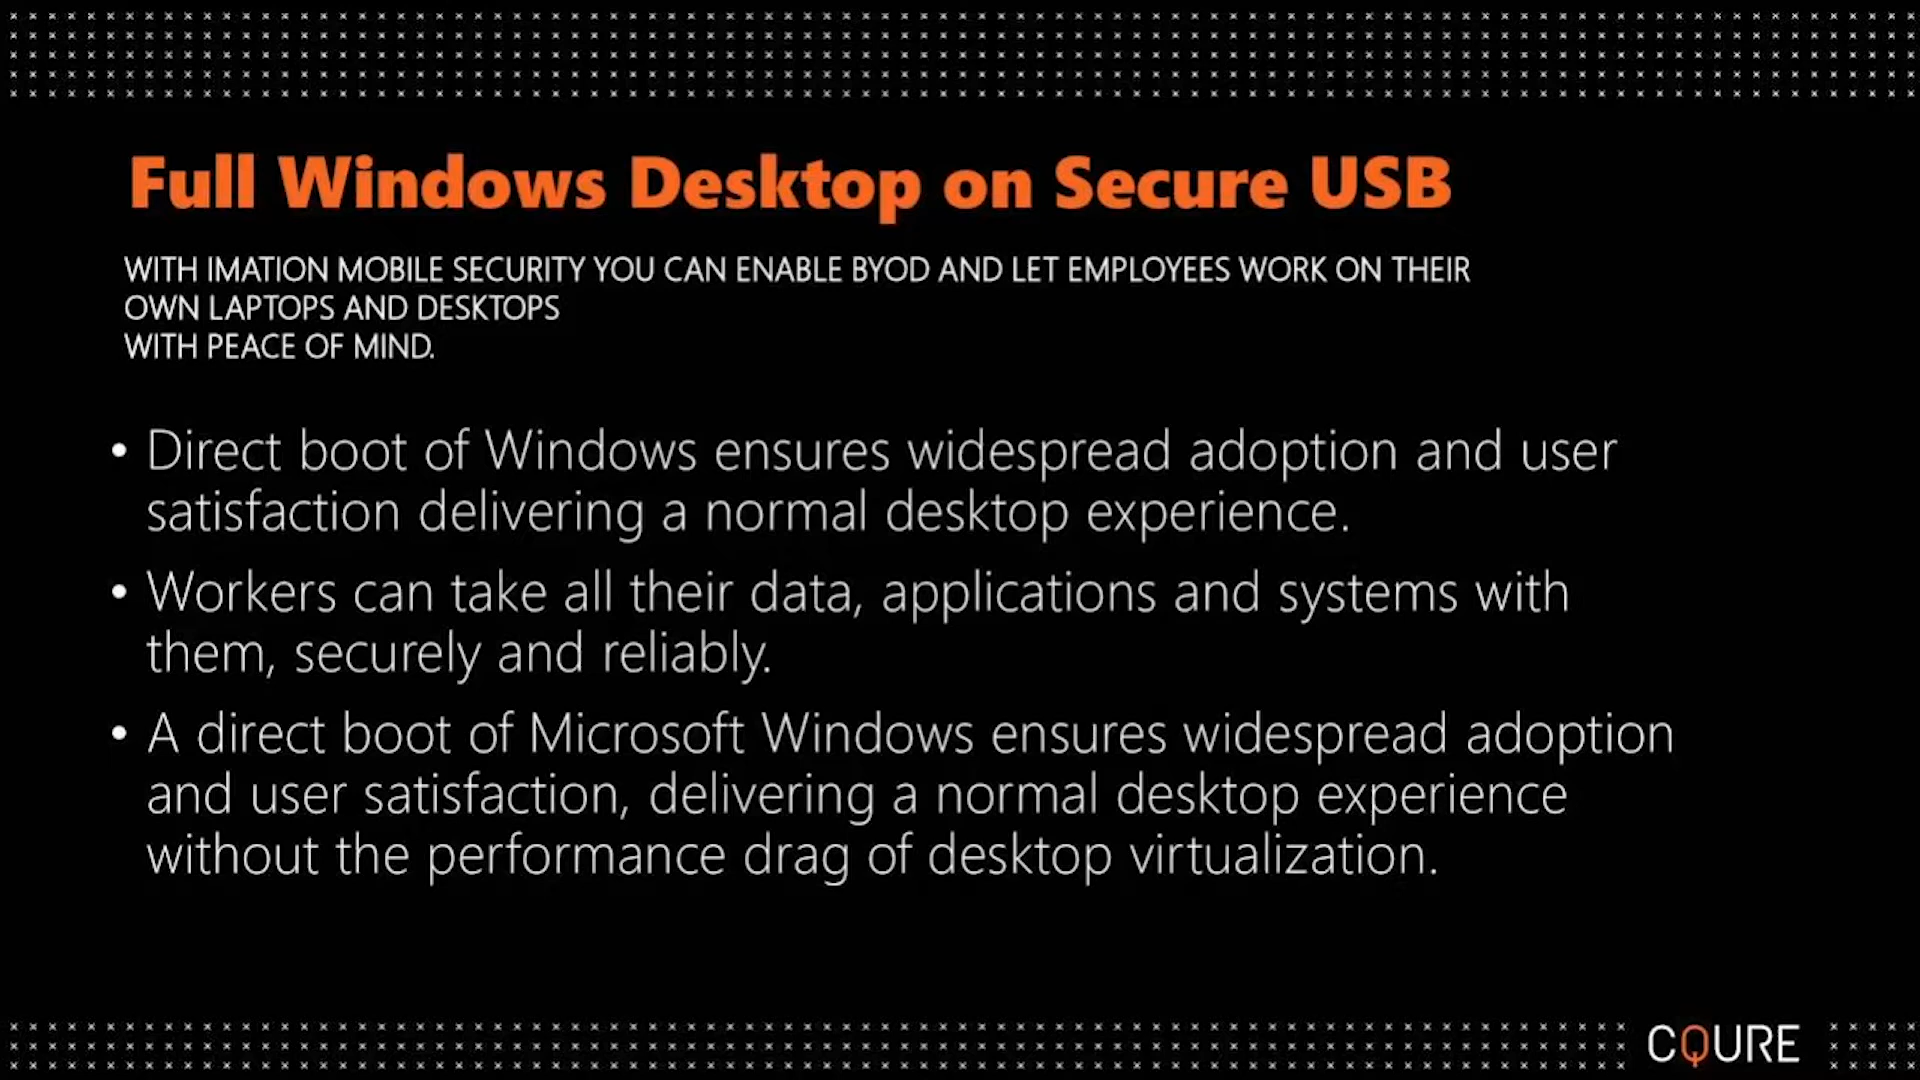 Full Windows Desktop on Secure USB
WITH IMATION MOBILE SECURITY YOU CAN ENABLE BYOD AND LET EMPLOYEES WORK ON THEIR
OWN LAPTOPS AND DESKTOPS
WITH PEACE OF MIND.
• Direct boot of Windows ensures widespread adoption and user
satisfaction delivering a normal desktop experience.
• Workers can take all their data, applications and systems with
them, securely and reliably.
• A direct boot of Microsoft Windows ensures widespread adoption
and user satisfaction, delivering a normal desktop experience
without the performance drag of desktop virtualization.
CQURE